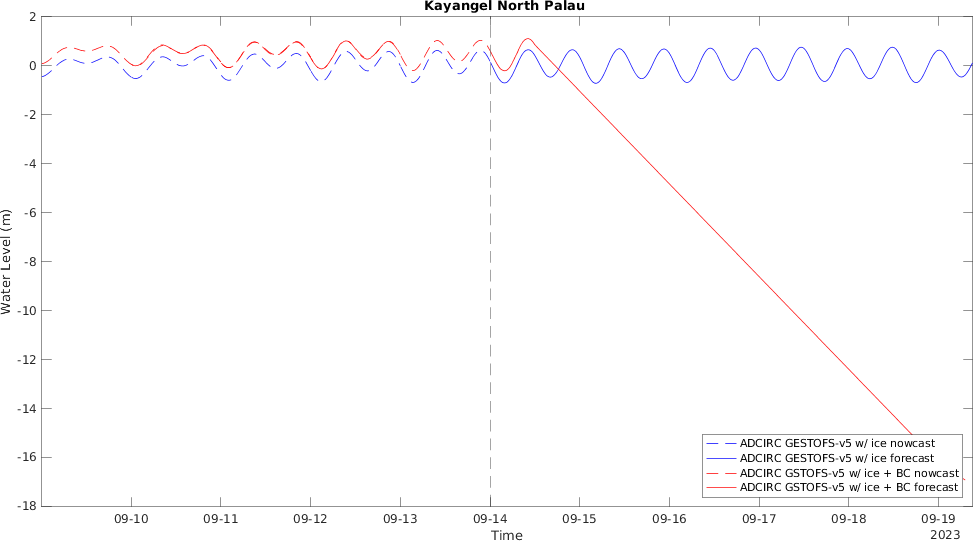 Kayangel North Palau
2
0
-2
-4
-6
-8
-10
-12
-14
-16
-18
Water Level (m)
ADCIRC GESTOFS-v5 w/ ice nowcast
ADCIRC GESTOFS-v5 w/ ice forecast
ADCIRC GSTOFS-v5 w/ ice + BC nowcast
ADCIRC GSTOFS-v5 w/ ice + BC forecast
09-10 09-11 09-12 09-13 09-14 09-15 09-16 09-17 09-18 09-19
Time 2023